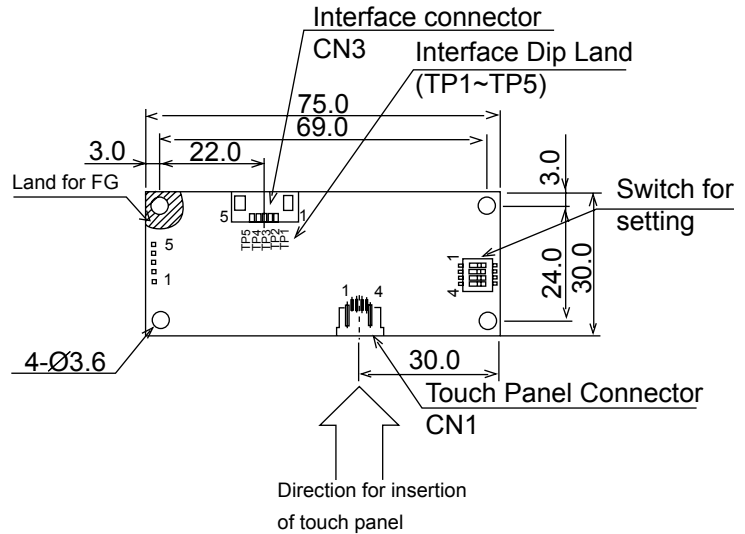 Interface connector
CN3
Interface Dip Land
(TP1~TP5)
75.0
69.0
3.0
22.0
3.0
Land for FG
Switch for
setting
5
1
TP5
TP4
TP3
TP2
TP1
5
1
1
4
1
4
24.0
30.0
4-Ø3.6
30.0
Touch Panel Connector
CN1
Direction for insertion
of touch panel